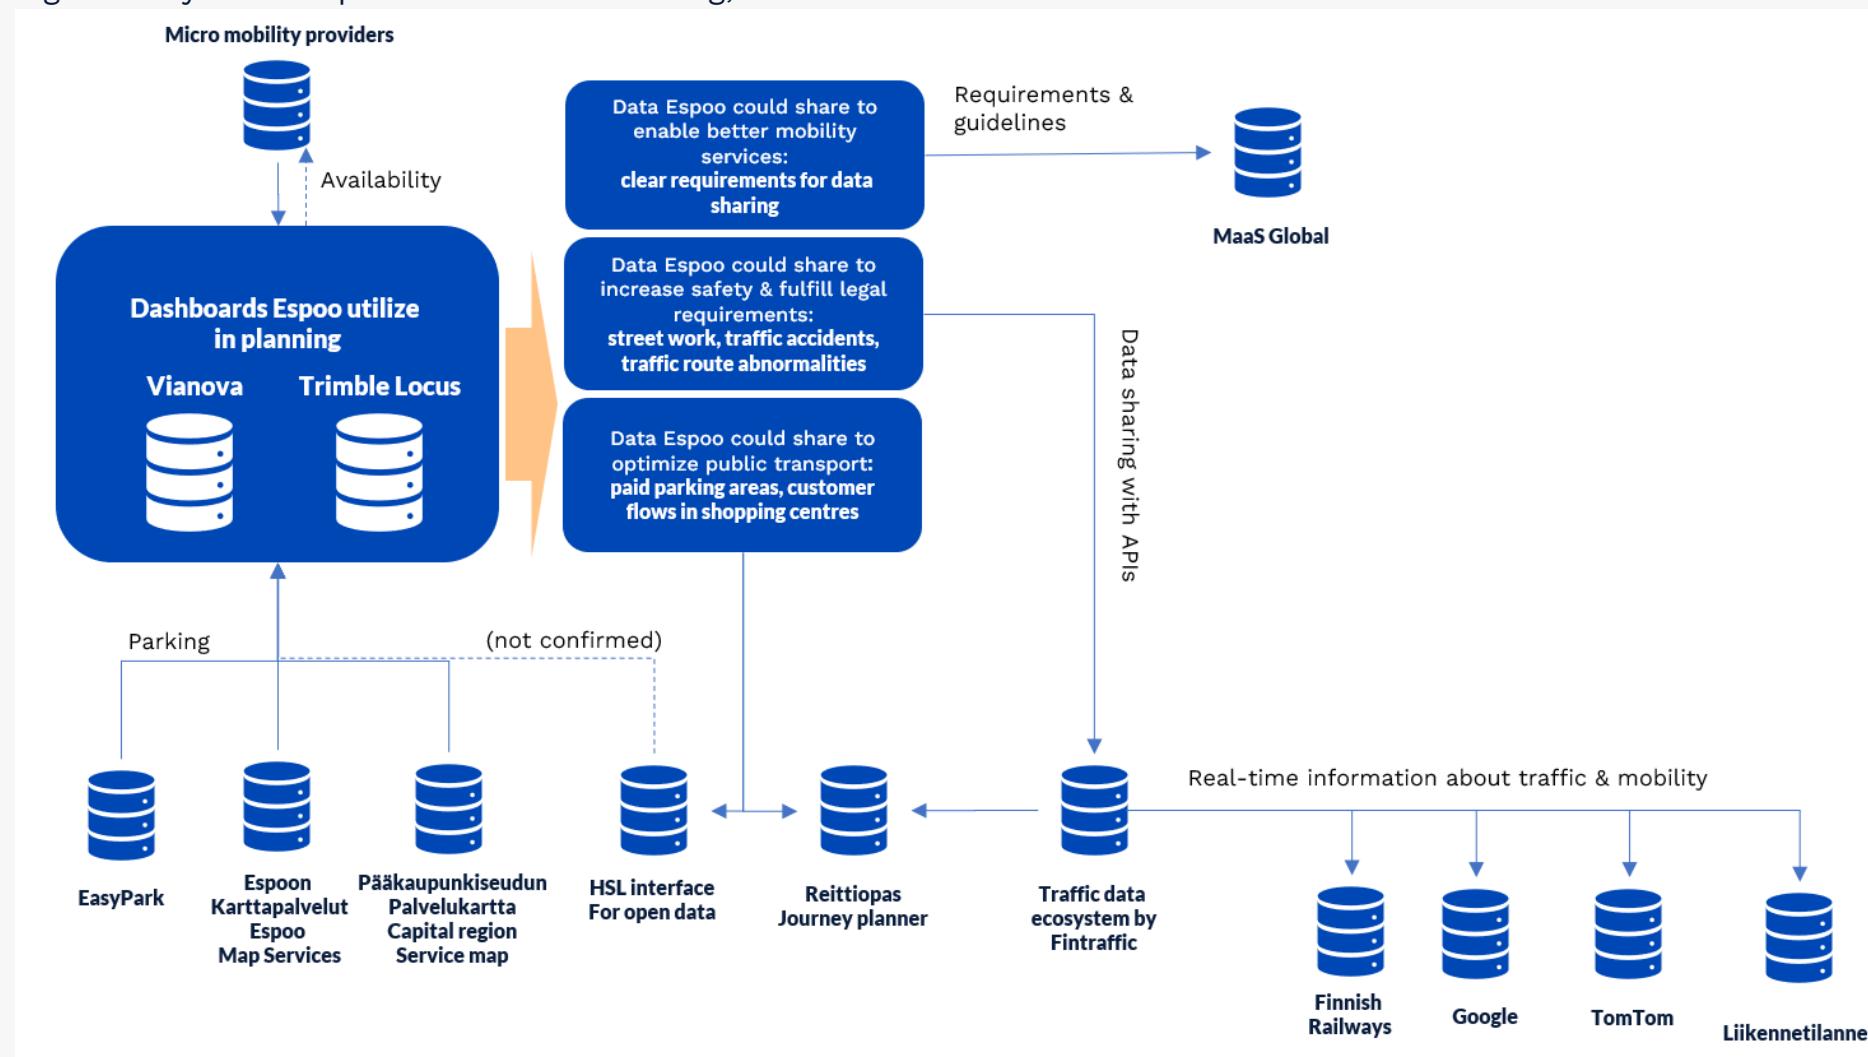 Micro mobility providers
Availability
Dashboards Espoo utilize
in planning
Vianova
Trimble Locus
Data Espoo could share to
enable better mobility
services:
clear requirements for data
sharing
Requirements &
guidelines
MaaS Global
Data Espoo could share to
increase safety & fulfill legal
requirements:
street work, traffic accidents,
traffic route abnormalities
Data sharing with APIs
Data Espoo could share to
optimize public transport:
paid parking areas, customer
flows in shopping centres
Parking
(not confirmed)
Real-time information about traffic & mobility
EasyPark
Espoon
Karttapalvelut
Espoo
Map Services
Pääkaupunkiseudun
Palvelukartta
Capital region
Service map
HSL interface
For open data
Reittiopas
Journey planner
Traffic data
ecosystem by
Fintraffic
Finnish
Railways
Google
TomTom
Liikennetilanne